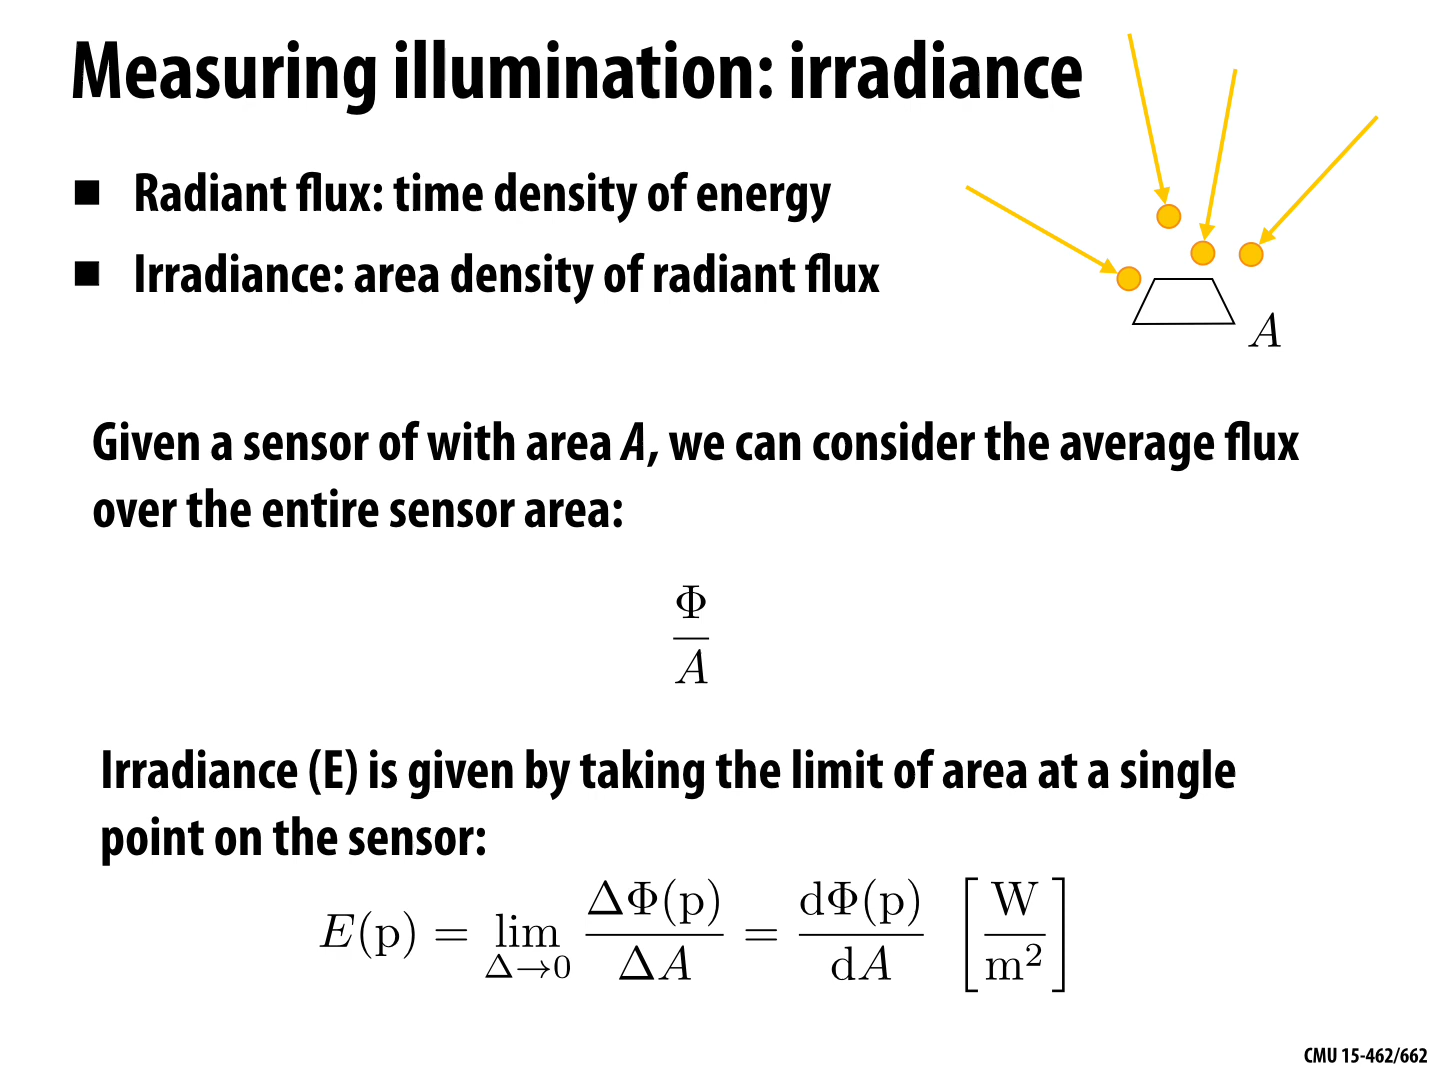 Measuring illumination: irradiance
■ Radiant flux: time density of energy
■ Irradiance: area density of radiant flux
A
Given a sensor of with area A, we can consider the average flux
over the entire sensor area:
Φ
A
Irradiance (E) is given by taking the limit of area at a single
point on the sensor:
E(p) = lim_{Δ→0} ΔΦ(p)/ΔA = dΦ(p)/dA [W/m²]
CMU 15-462/662